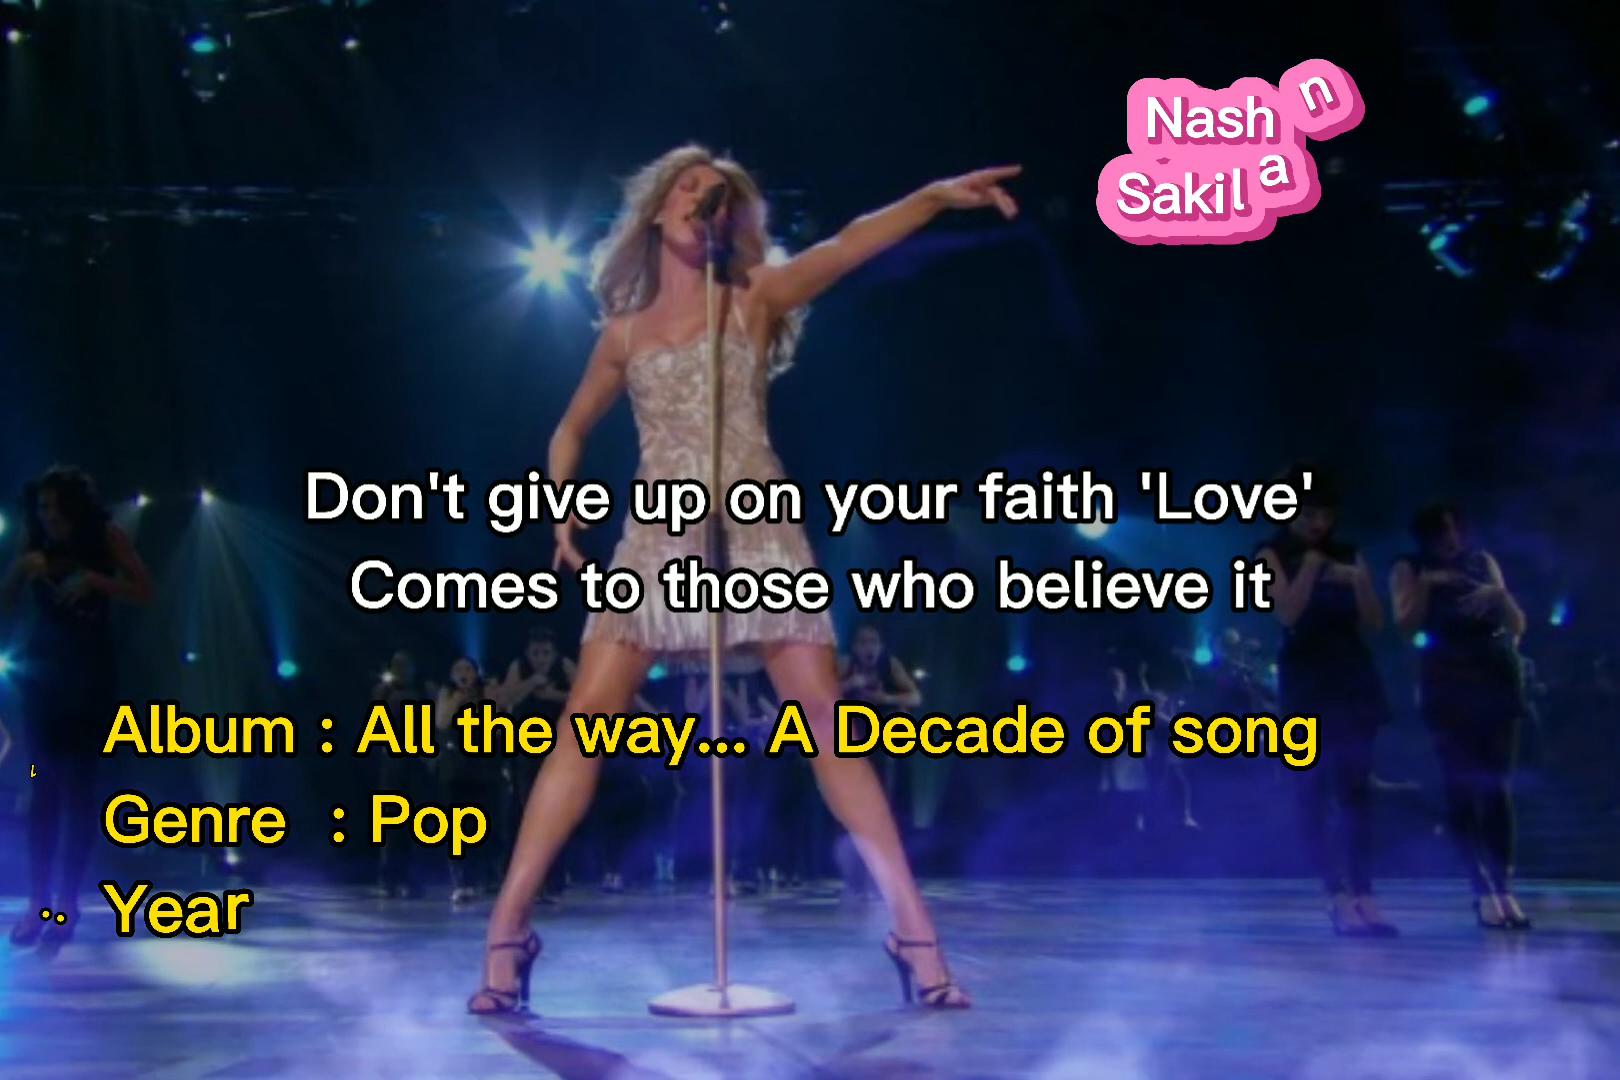 Nash n
Sakila
Don't give up on your faith 'Love'
Comes to those who believe it
Album : All the way... A Decade of song
Genre : Pop
Year